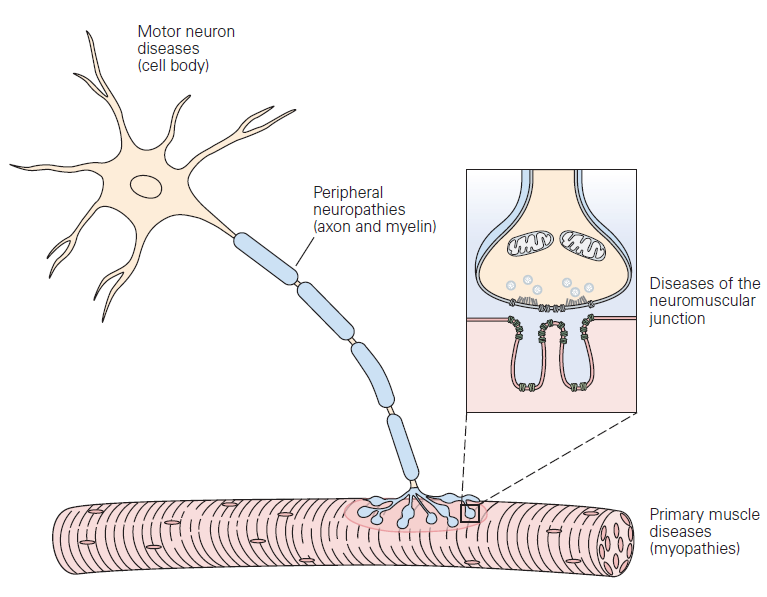 Motor neuron
diseases
(cell body)
Peripheral
neuropathies
(axon and myelin)
Diseases of the
neuromuscular
junction
Primary muscle
diseases
(myopathies)